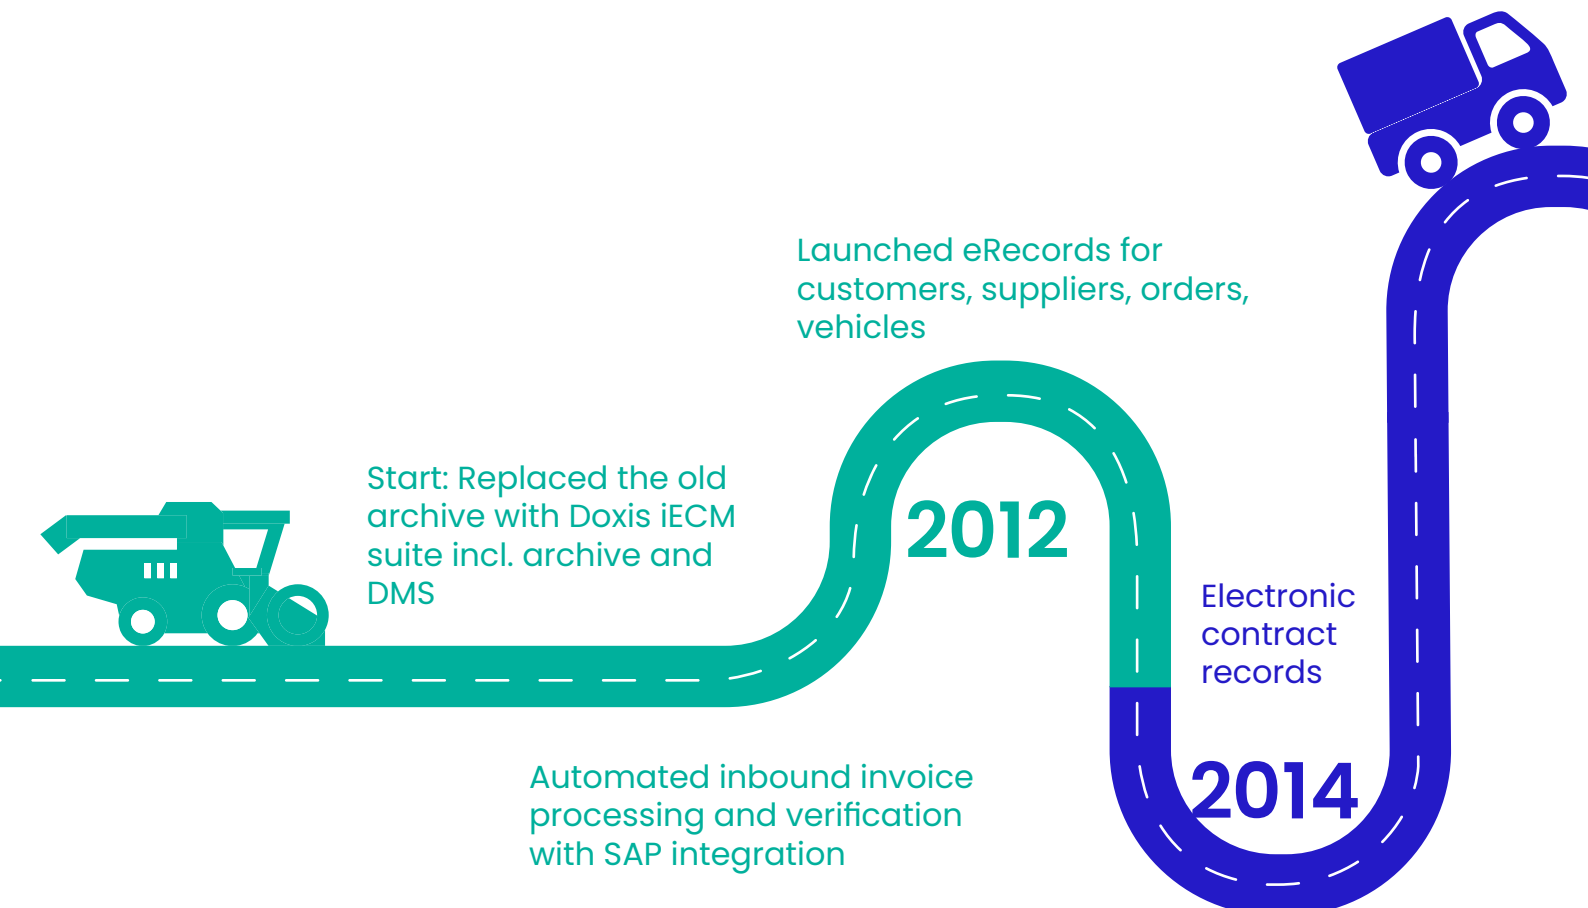 Start: Replaced the old
archive with Doxis iECM
suite incl. archive and
DMS
Automated inbound invoice
processing and verification
with SAP integration
Launched eRecords for
customers, suppliers, orders,
vehicles
2012
Electronic
contract
records
2014